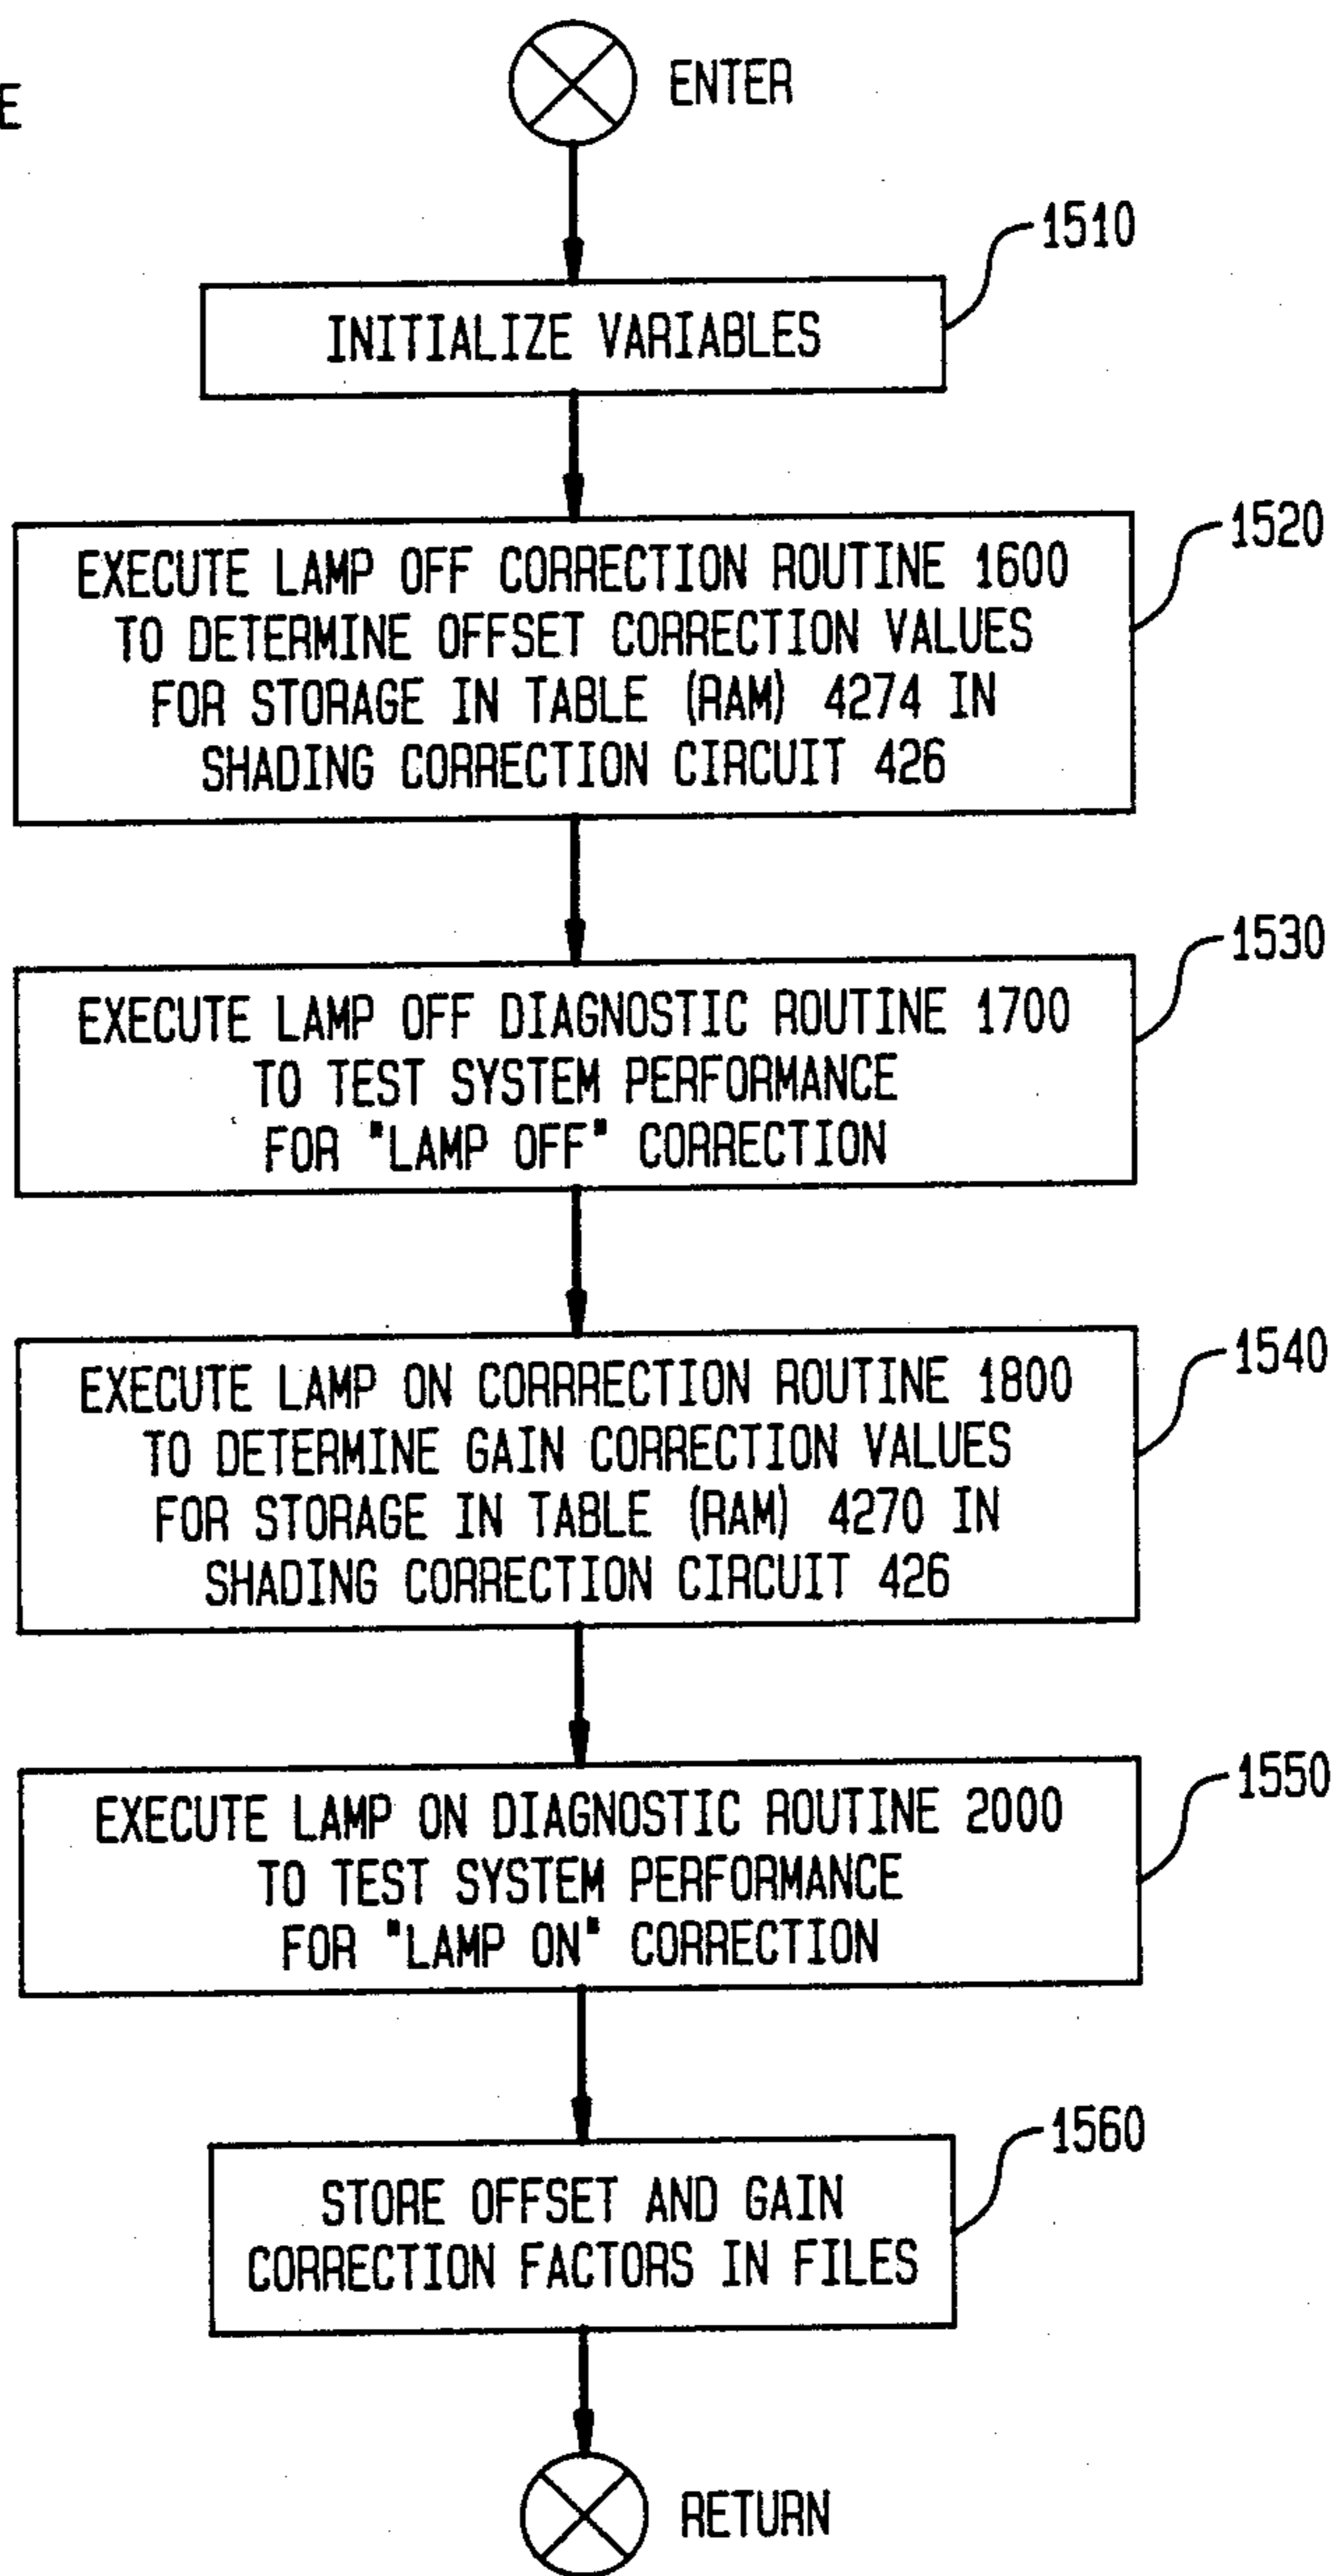 E
ENTER
1510
INITIALIZE VARIABLES
1520
EXECUTE LAMP OFF CORRECTION ROUTINE 1600
TO DETERMINE OFFSET CORRECTION VALUES
FOR STORAGE IN TABLE (RAM) 4274 IN
SHADING CORRECTION CIRCUIT 426
1530
EXECUTE LAMP OFF DIAGNOSTIC ROUTINE 1700
TO TEST SYSTEM PERFORMANCE
FOR "LAMP OFF" CORRECTION
1540
EXECUTE LAMP ON CORRRECTION ROUTINE 1800
TO DETERMINE GAIN CORRECTION VALUES
FOR STORAGE IN TABLE (RAM) 4270 IN
SHADING CORRECTION CIRCUIT 426
1550
EXECUTE LAMP ON DIAGNOSTIC ROUTINE 2000
TO TEST SYSTEM PERFORMANCE
FOR "LAMP ON" CORRECTION
1560
STORE OFFSET AND GAIN
CORRECTION FACTORS IN FILES
RETURN